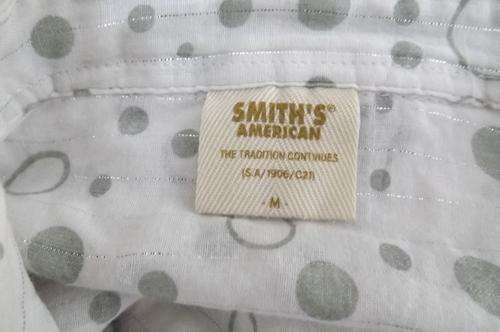 SMITH'S®
AMERICAN
THE TRADITION CONTINUES
(S.A/1906/C21)
- M -